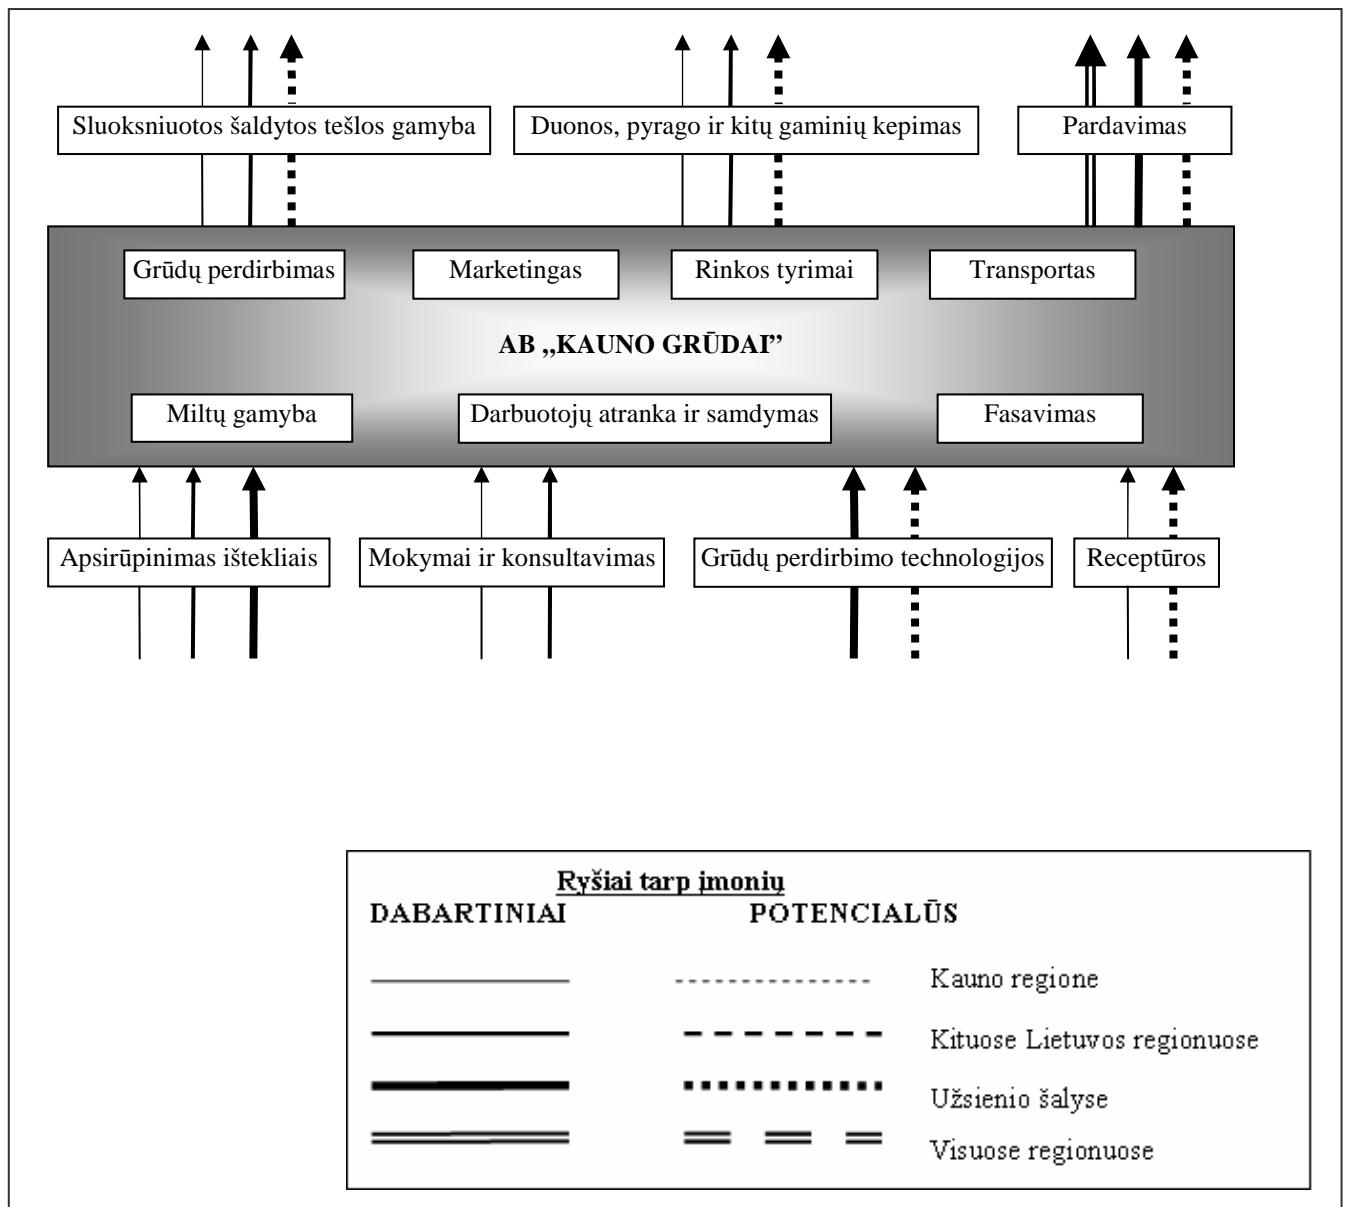 Sluoksniuotos šaldytos tešlos gamyba
Duonos, pyrago ir kitų gaminių kepimas
Pardavimas
Grūdų perdirbimas
Marketingas
Rinkos tyrimai
Transportas
AB „KAUNO GRŪDAI”
Miltų gamyba
Darbuotojų atranka ir samdymas
Fasavimas
Apsirūpinimas ištekliais
Mokymai ir konsultavimas
Grūdų perdirbimo technologijos
Receptūros
Ryšiai tarp įmonių
DABARTINIAI
POTENCIALŪS
Kauno regione
Kituose Lietuvos regionuose
Užsienio šalyse
Visuose regionuose